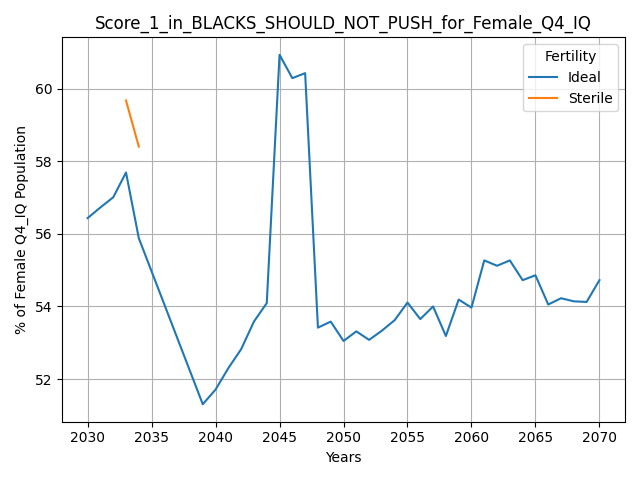 Score_1_in_BLACKS_SHOULD_NOT_PUSH_for_Female_Q4_IQ
Fertility
Ideal
Sterile
% of Female Q4_IQ Population
60
58
56
54
52
2030 2035 2040 2045 2050 2055 2060 2065 2070
Years